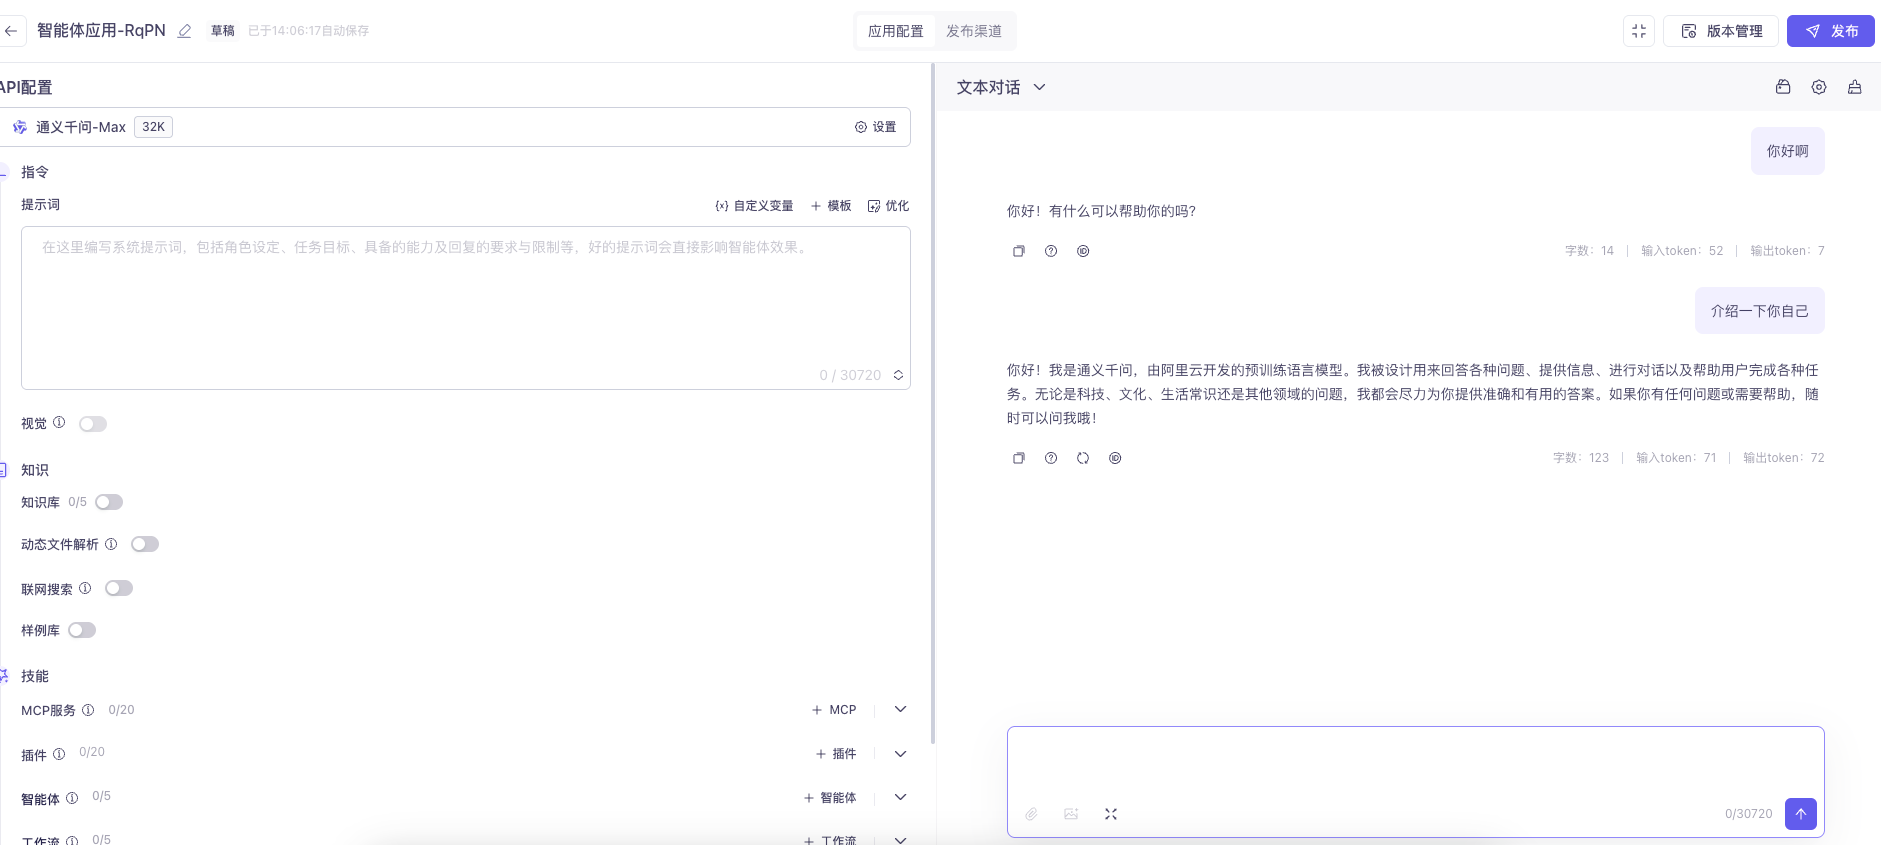 智能体应用-RqPN
草稿
已于14:06:17自动保存
应用配置
发布渠道
版本管理
发布
API配置
通义千问-Max
32K
设置
指令
提示词
{x} 自定义变量
+ 模板
优化
在这里编写系统提示词，包括角色设定、任务目标、具备的能力及回复的要求与限制等，好的提示词会直接影响智能体效果。
0 / 30720
视觉
知识
知识库 0/5
动态文件解析
联网搜索
样例库
技能
MCP服务 0/20
+ MCP
插件 0/20
+ 插件
智能体 0/5
+ 智能体
工作流 0/5
+ 工作流
文本对话
你好啊
你好！有什么可以帮助你的吗？
字数：14 | 输入token：52 | 输出token：7
介绍一下你自己
你好！我是通义千问，由阿里云开发的预训练语言模型。我被设计用来回答各种问题、提供信息、进行对话以及帮助用户完成各种任
务。无论是科技、文化、生活常识还是其他领域的问题，我都会尽力为你提供准确和有用的答案。如果你有任何问题或需要帮助，随
时可以问我哦！
字数：123 | 输入token：71 | 输出token：72
0/30720